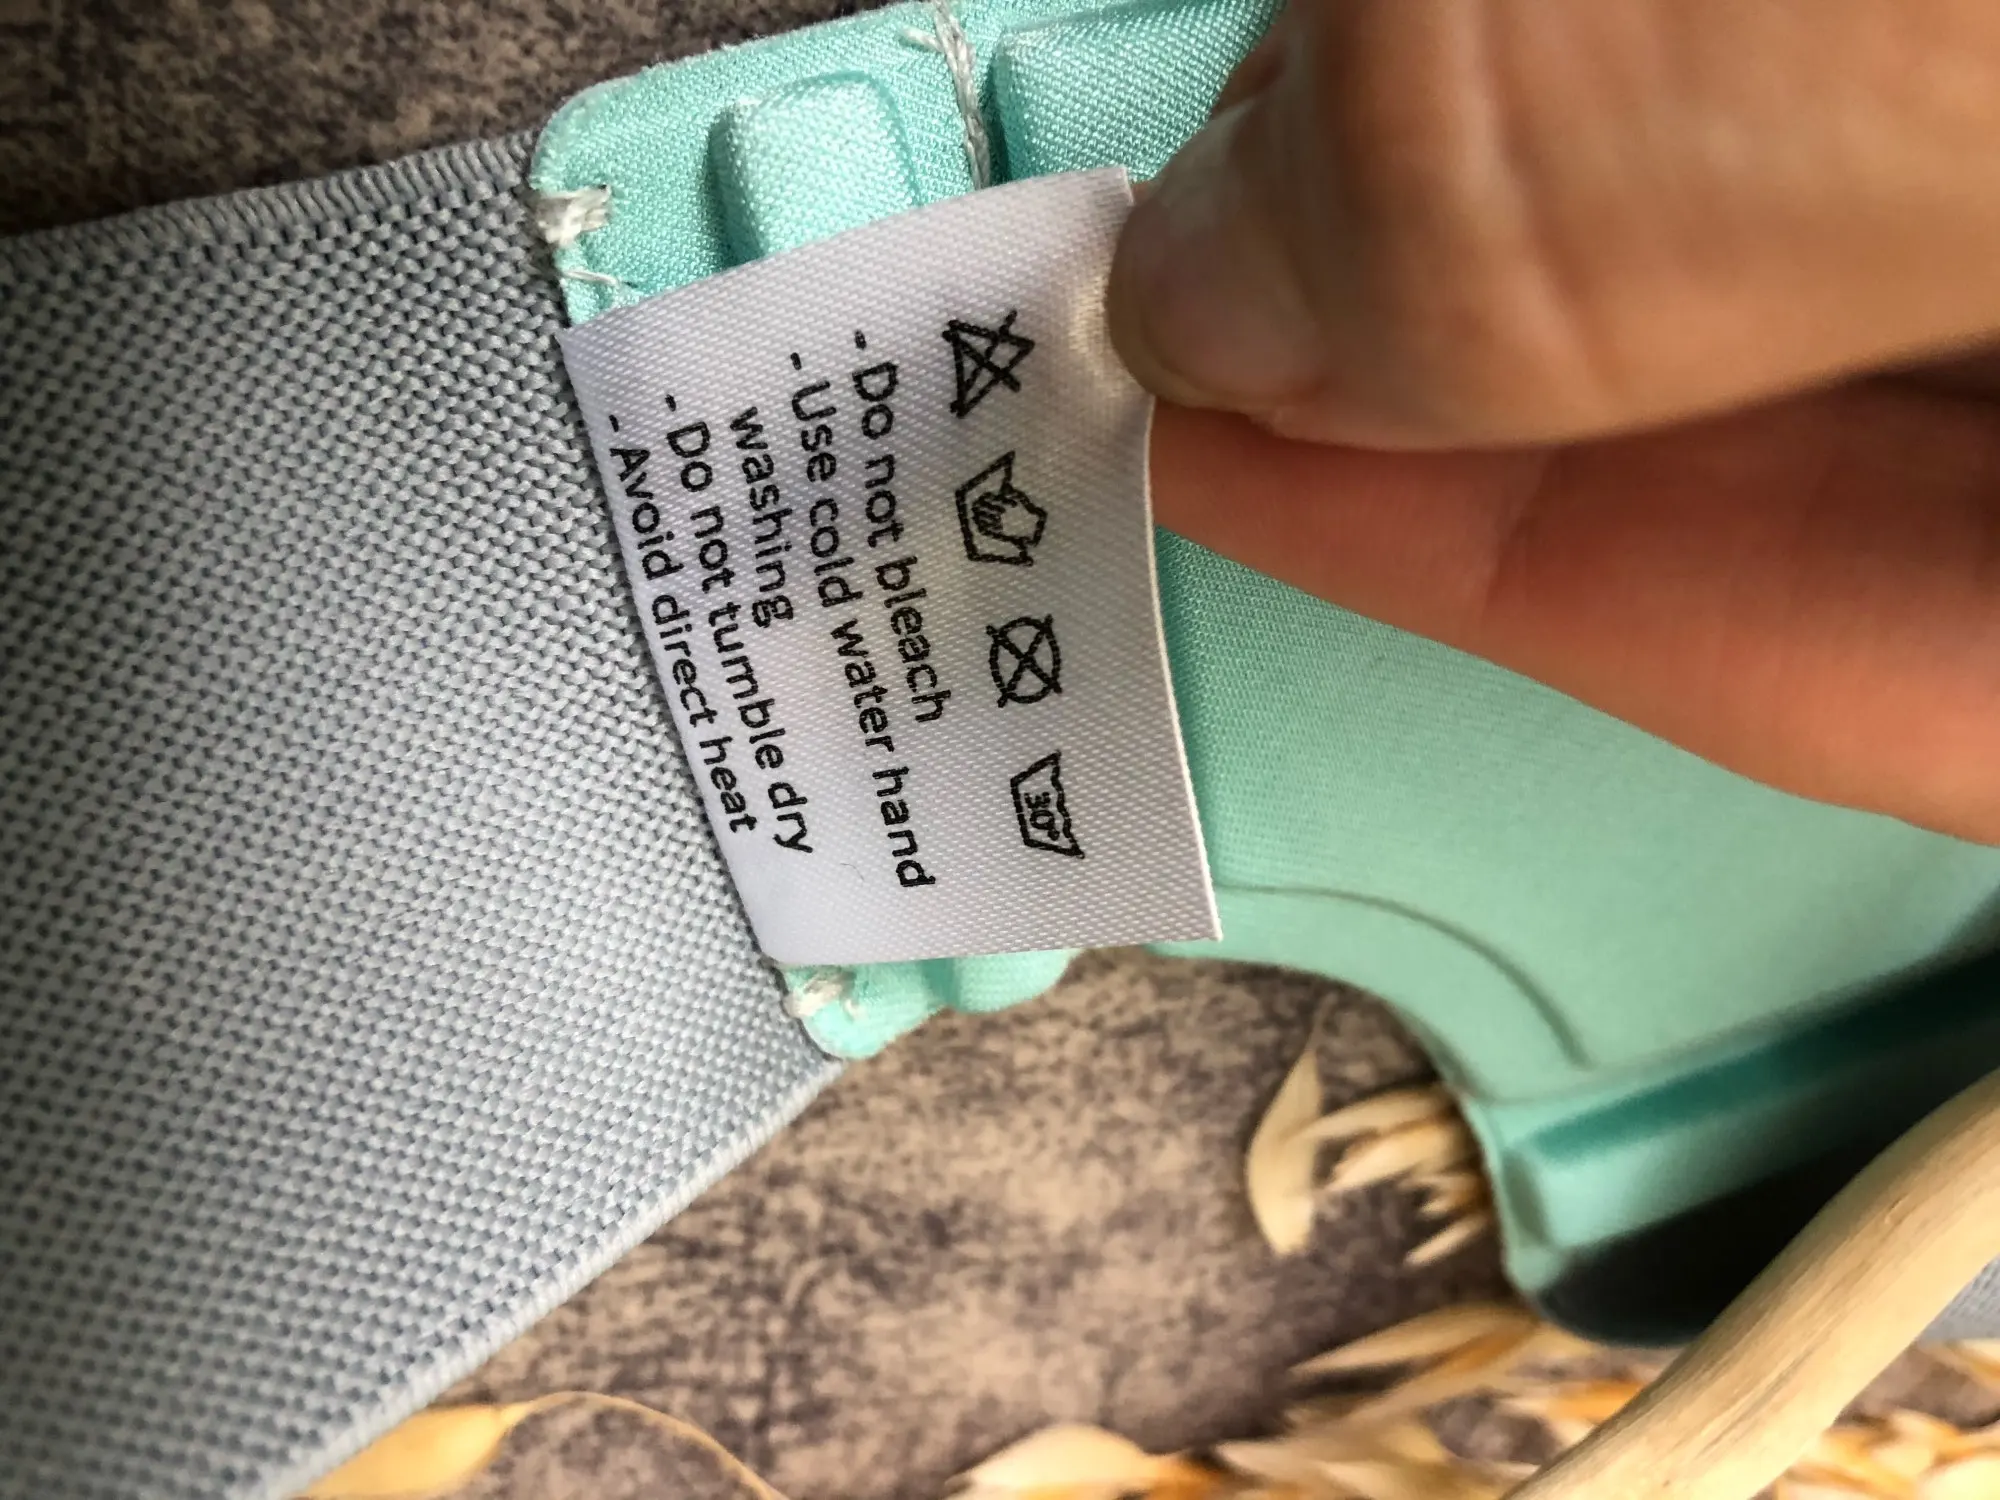 30°
- Do not bleach
- Use cold water hand
washing
- Do not tumble dry
- Avoid direct heat